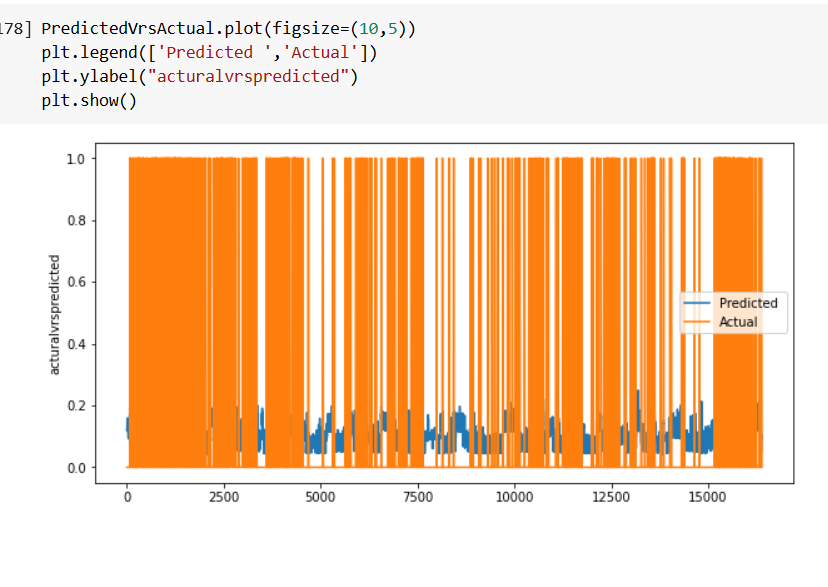 178] PredictedVrsActual.plot(figsize=(10,5))
plt.legend(['Predicted ','Actual'])
plt.ylabel("acturalvrspredicted")
plt.show()
1.0
0.8
0.6
0.4
0.2
0.0
acturalvrspredicted
Predicted
Actual
0 2500 5000 7500 10000 12500 15000